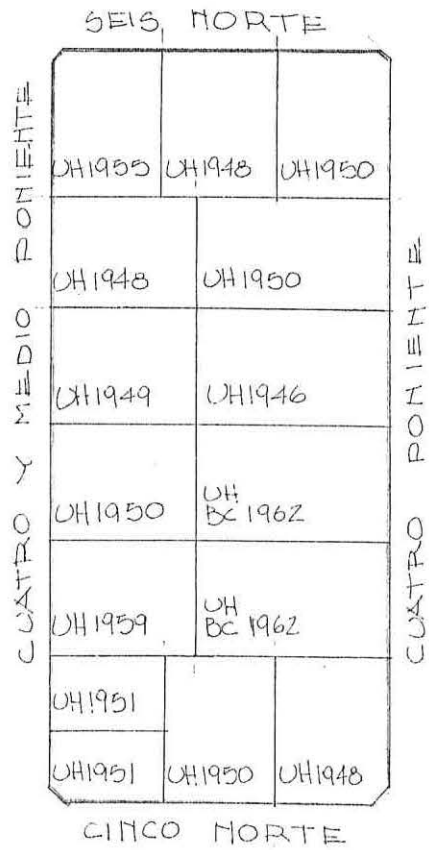 SEIS NORTE
CUATRO Y MEDIO PONIENTE
CUATRO PONIENTE
UH1955 UH1948 UH1950
UH1948 UH1950
UH1949 UH1946
UH1950 UH
BC 1962
UH1959 UH
BC 1962
UH1951
UH1951 UH1950 UH1948
CINCO NORTE